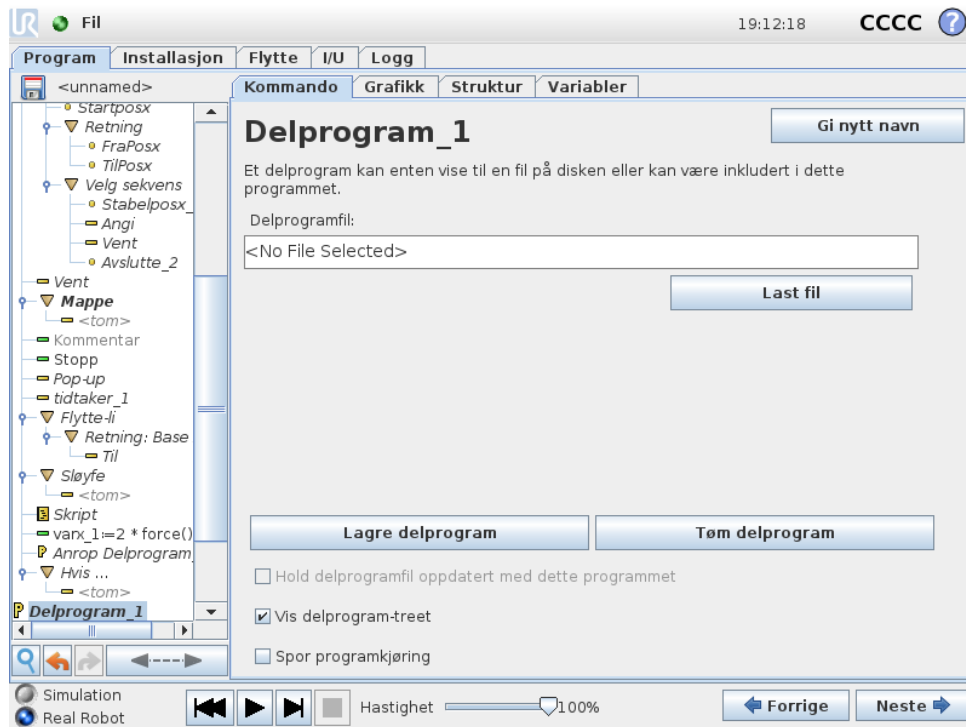 UR Fil 19:12:18 CCCC ?
Program Installasjon Flytte I/U Logg
<unnamed>
Kommando Grafikk Struktur Variabler
Startposx
Retning
FraPosx
TilPosx
Velg sekvens
Stabelposx_
Angi
Vent
Avslutte_2
Vent
Mappe
<tom>
Kommentar
Stopp
Pop-up
tidtaker_1
Flytte-li
Retning: Base
Til
Sløyfe
<tom>
Skript
varx_1:=2 * force()
P Anrop Delprogram_
Hvis ...
<tom>
P Delprogram_1
Delprogram_1
Gi nytt navn
Et delprogram kan enten vise til en fil på disken eller kan være inkludert i dette
programmet.
Delprogramfil:
<No File Selected>
Last fil
Lagre delprogram Tøm delprogram
Hold delprogramfil oppdatert med dette programmet
Vis delprogram-treet
Spor programkjøring
Simulation
Real Robot
Hastighet 100%
Forrige Neste